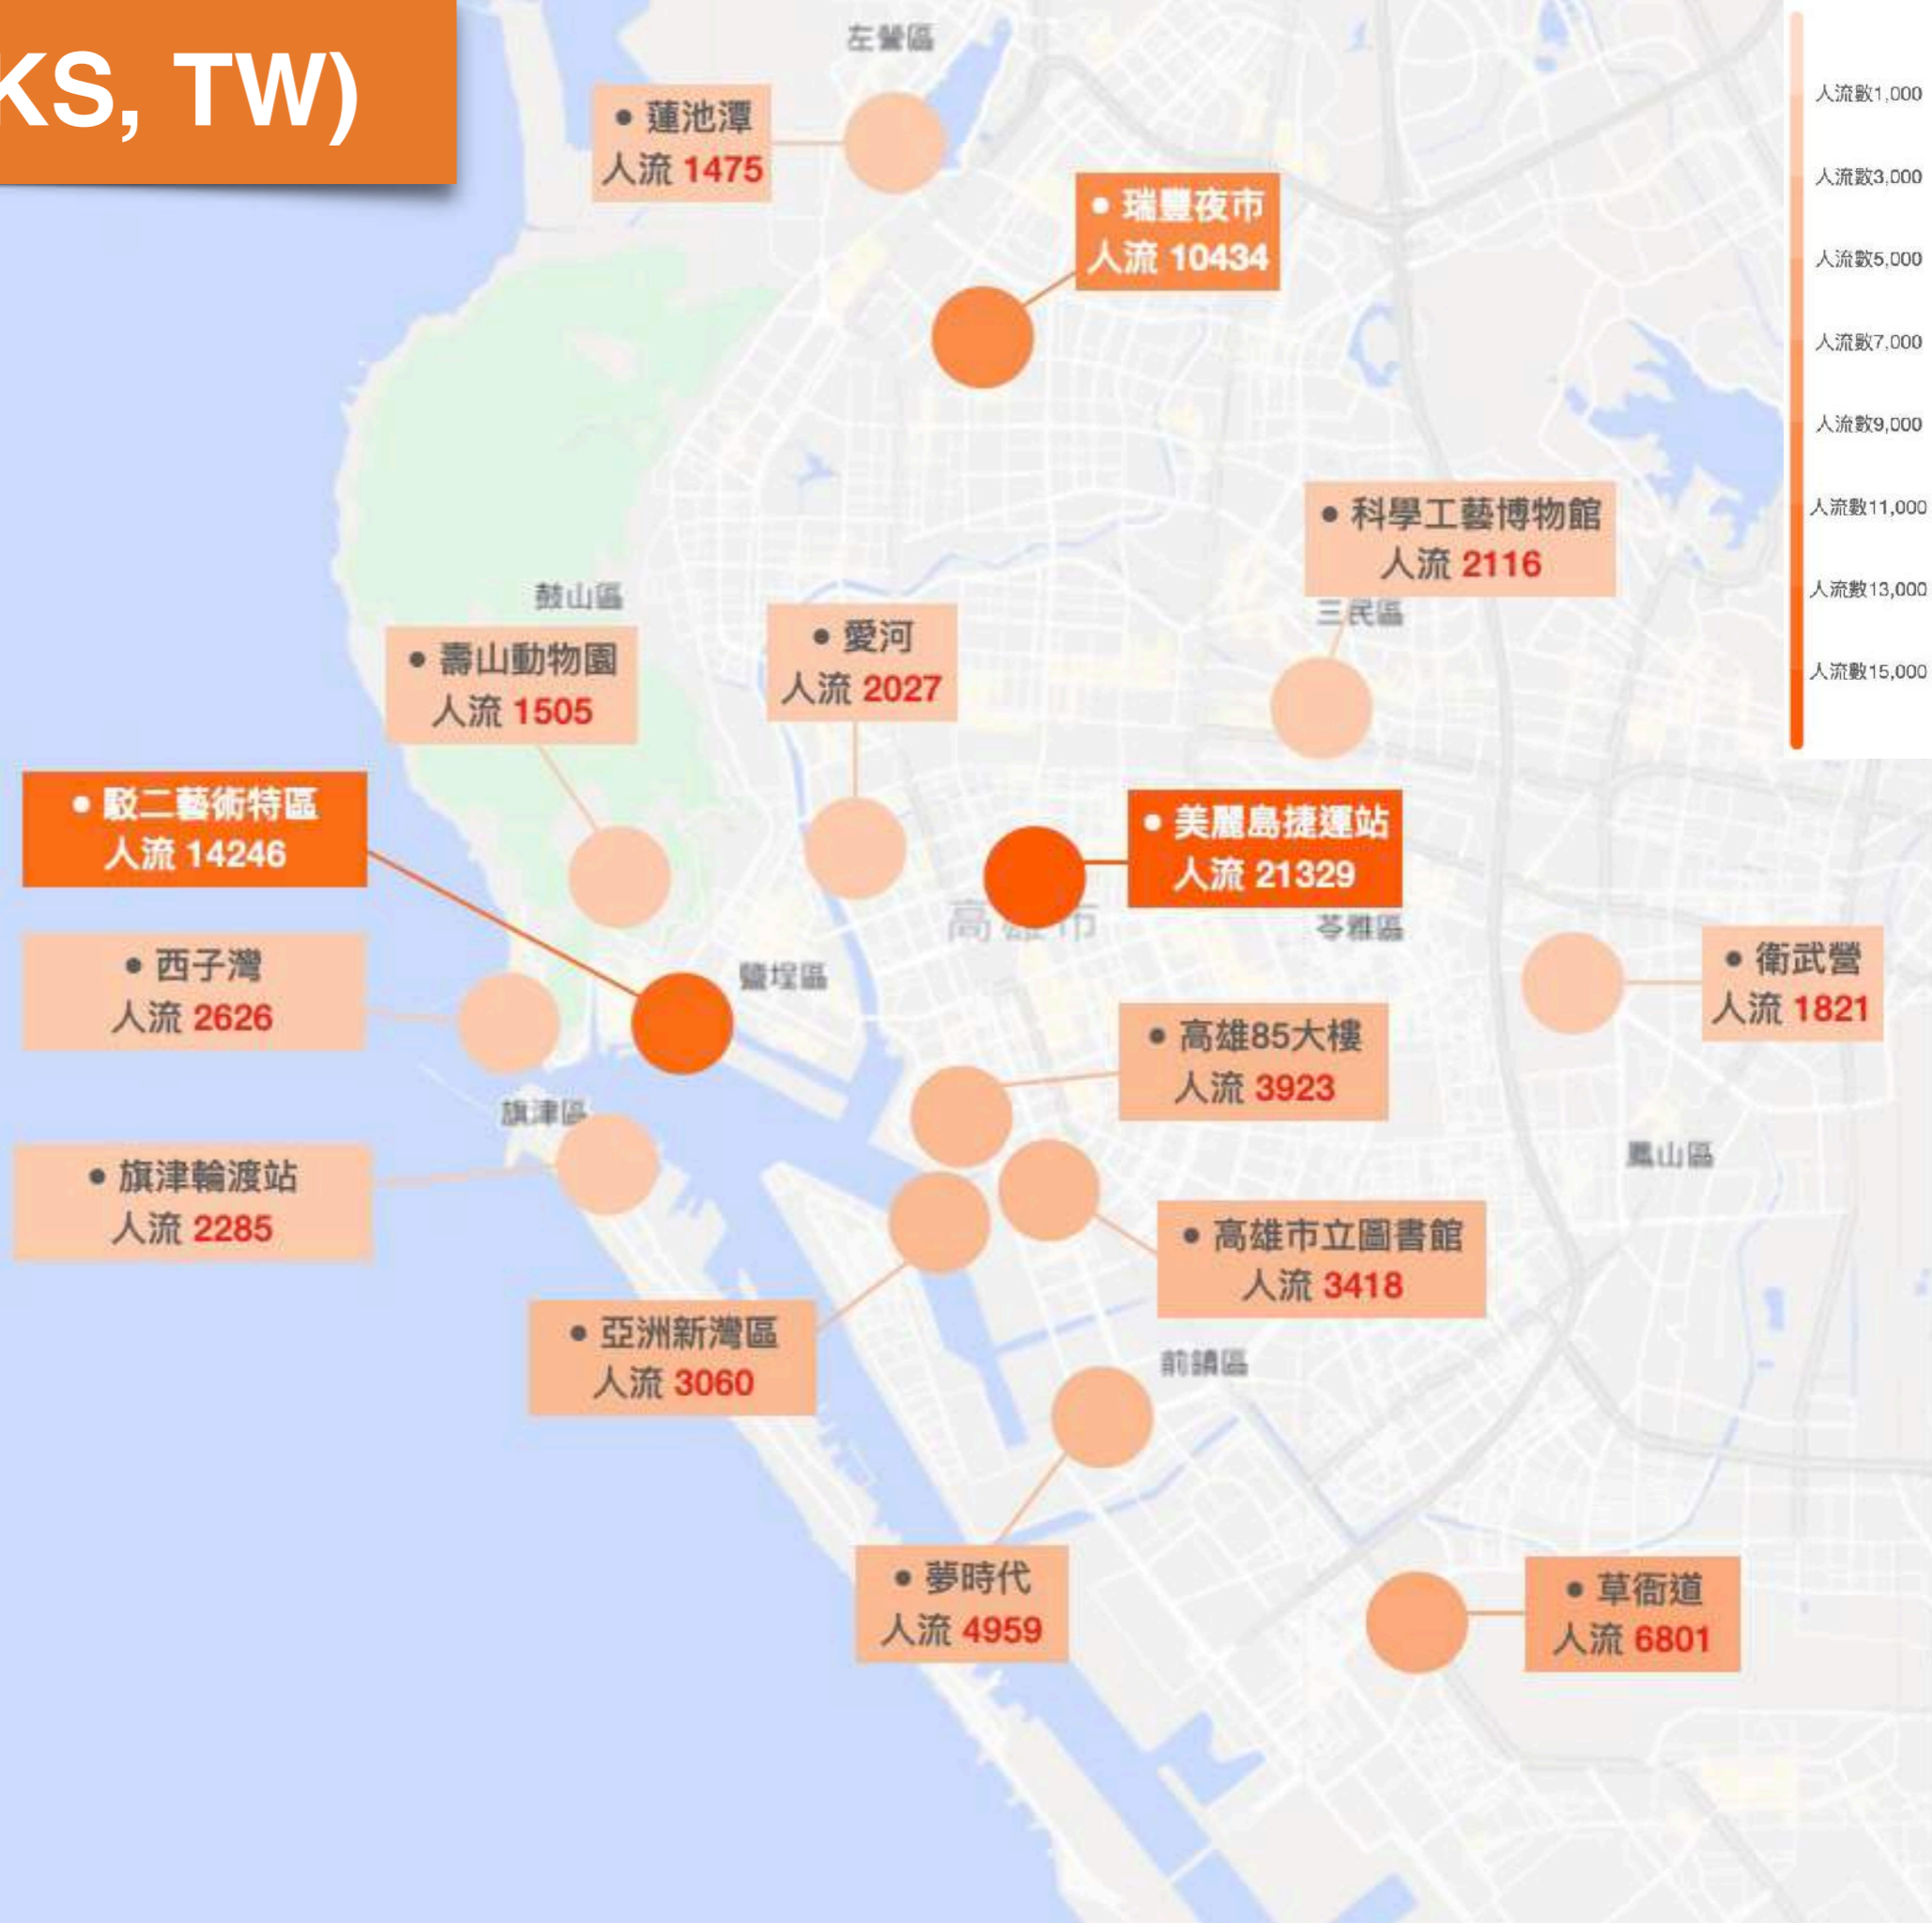 KS, TW)
左營區
人流數1,000
• 蓮池潭
人流 1475
人流數3,000
• 瑞豐夜市
人流 10434
人流數5,000
人流數7,000
人流數9,000
• 科學工藝博物館
人流 2116
人流數11,000
鼓山區
三民區
人流數13,000
• 壽山動物園
人流 1505
• 愛河
人流 2027
人流數15,000
• 駁二藝術特區
人流 14246
• 美麗島捷運站
人流 21329
高雄市
苓雅區
• 西子灣
人流 2626
鹽埕區
• 衛武營
人流 1821
• 高雄85大樓
人流 3923
旗津區
鳳山區
• 旗津輪渡站
人流 2285
• 高雄市立圖書館
人流 3418
• 亞洲新灣區
人流 3060
前鎮區
• 夢時代
人流 4959
• 草衙道
人流 6801